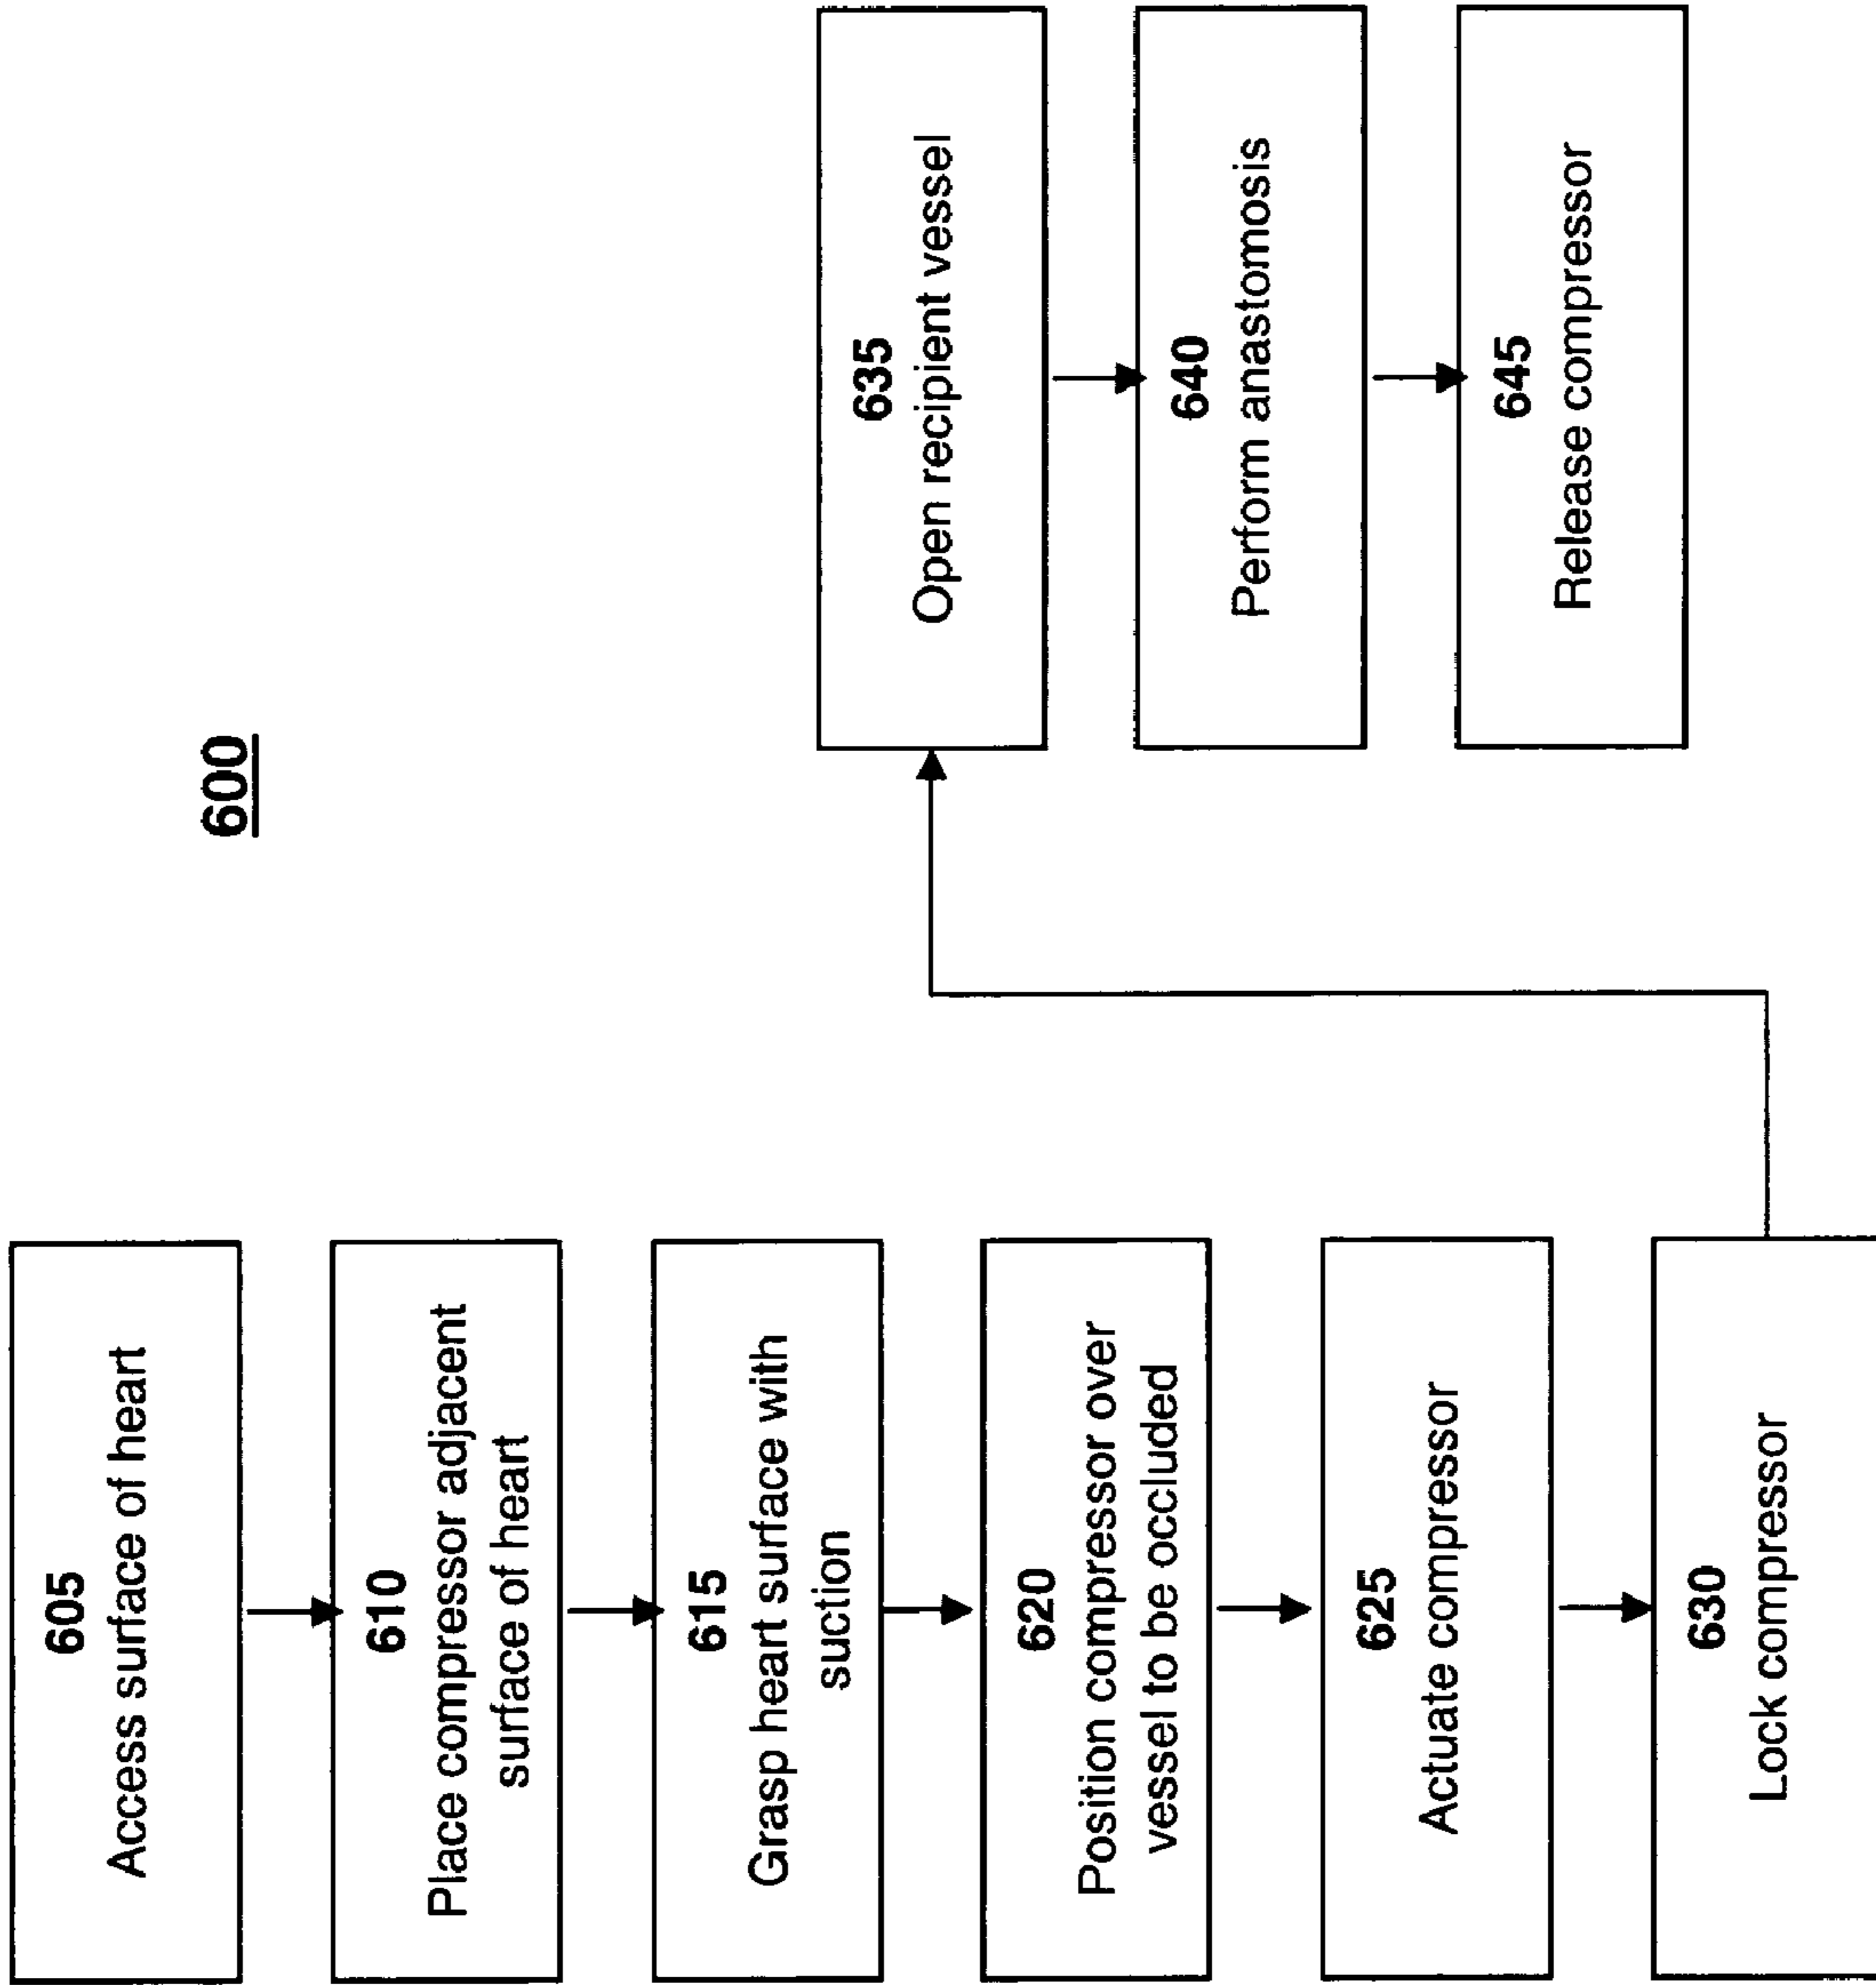 600
605
Access surface of heart
610
Place compressor adjacent
surface of heart
615
Grasp heart surface with
suction
620
Position compressor over
vessel to be occluded
625
Actuate compressor
630
Lock compressor
635
Open recipient vessel
640
Perform anastomosis
645
Release compressor